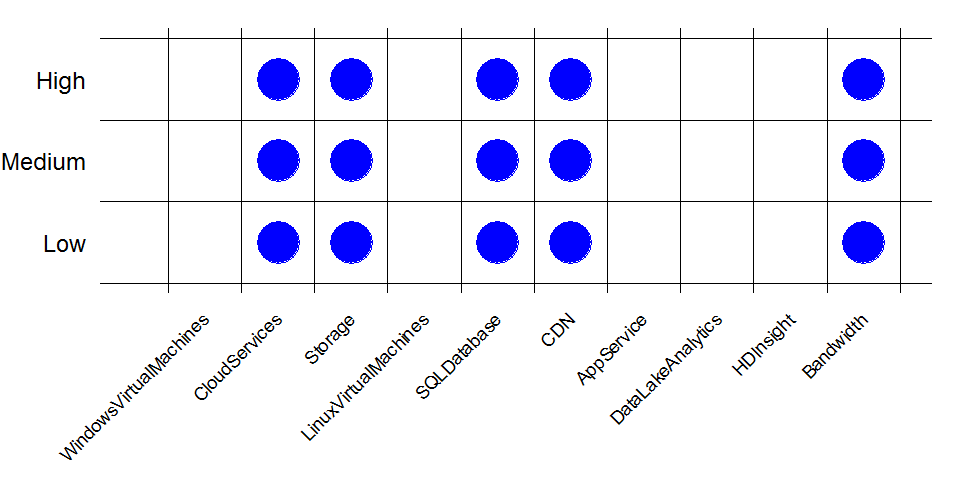 High
Medium
Low
WindowsVirtualMachines
CloudServices
Storage
LinuxVirtualMachines
SQLDatabase
CDN
AppService
DataLakeAnalytics
HDInsight
Bandwidth